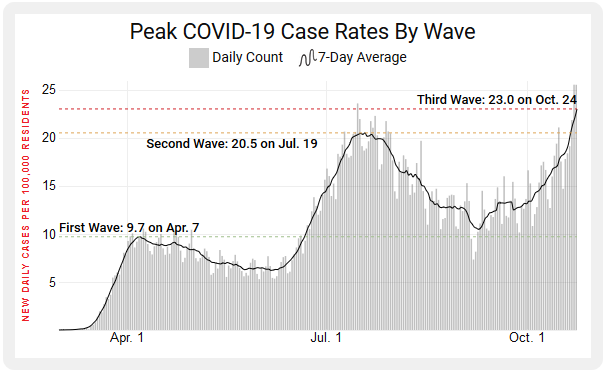 Peak COVID-19 Case Rates By Wave
Daily Count 7-Day Average
NEW DAILY CASES PER 100,000 RESIDENTS
25
Third Wave: 23.0 on Oct. 24
20
Second Wave: 20.5 on Jul. 19
15
First Wave: 9.7 on Apr. 7
10
5
Apr. 1 Jul. 1 Oct. 1